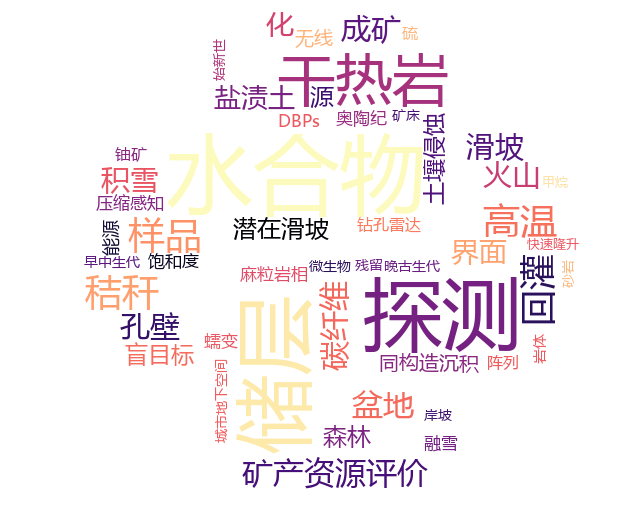 化
无线
成矿
硫
始新世
干热岩
盐渍土
源
DBPs
奥陶纪
矿床
土壤侵蚀
滑坡
铀矿
积雪
压缩感知
水合物
火山
甲烷
能源
样品
潜在滑坡
钻孔雷达
高温
快速隆升
早中生代
饱和度
界面
麻粒岩相
微生物
残留
晚古生代
回灌
砂岩
秸秆
孔壁
储层
碳纤维
探测
盲目标
蠕变
同构造沉积
阵列
岩体
城市地下空间
盆地
岸坡
森林
融雪
矿产资源评价